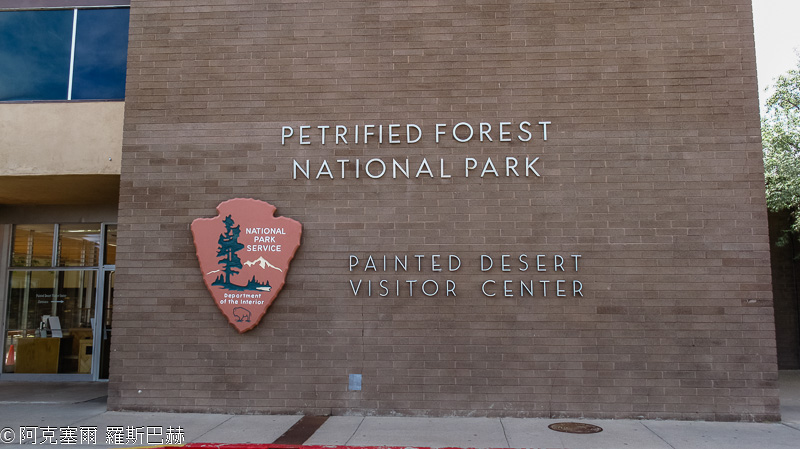 PETRIFIED FOREST
NATIONAL PARK
NATIONAL
PARK
SERVICE
Department
of the Interior
PAINTED DESERT
VISITOR CENTER
© 阿克塞爾 羅斯巴赫